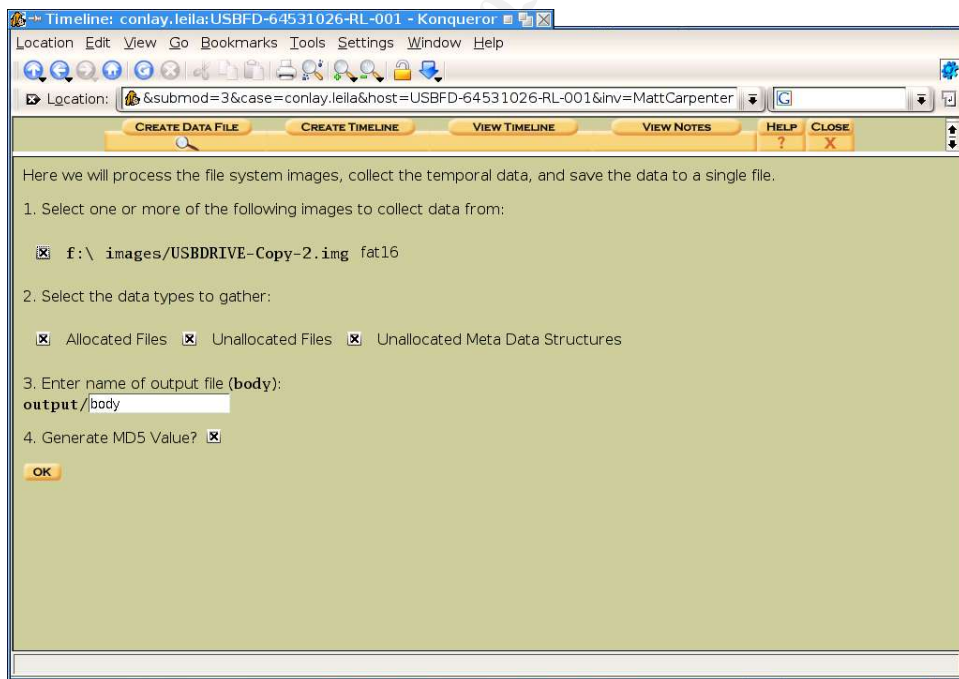 Timeline: conlay.leila:USBFD-64531026-RL-001 - Konqueror
Location Edit View Go Bookmarks Tools Settings Window Help
Location: &submod=3&case=conlay.leila&host=USBFD-64531026-RL-001&inv=MattCarpenter
CREATE DATA FILE CREATE TIMELINE VIEW TIMELINE VIEW NOTES HELP CLOSE
? X
Here we will process the file system images, collect the temporal data, and save the data to a single file.
1. Select one or more of the following images to collect data from:
f:\ images/USBDRIVE-Copy-2.img fat16
2. Select the data types to gather:
Allocated Files Unallocated Files Unallocated Meta Data Structures
3. Enter name of output file (body):
output/body
4. Generate MD5 Value?
OK